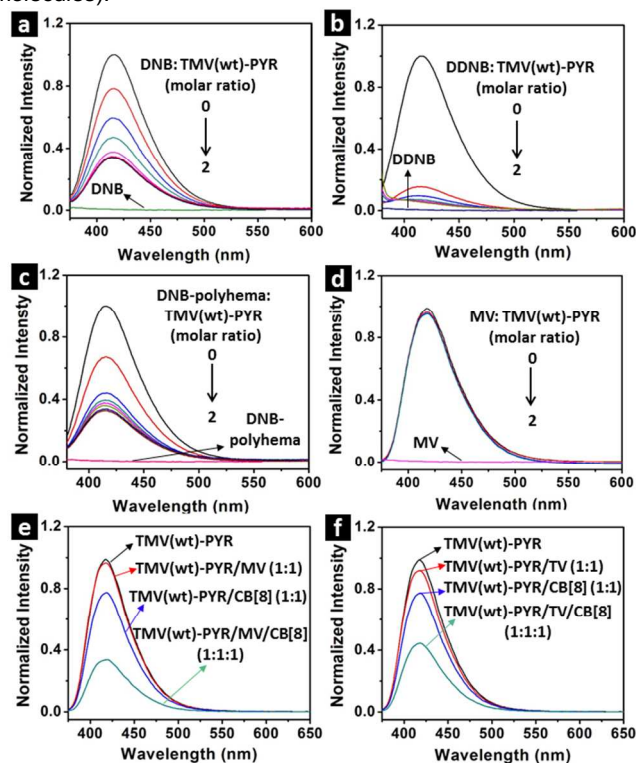 molecules).
a
1.2
0.8
0.4
0.0
Normalized Intensity
DNB: TMV(wt)-PYR
(molar ratio)
0
2
DNB
400 450 500 550 600
Wavelength (nm)
b
1.2
0.8
0.4
0.0
Normalized Intensity
DDNB: TMV(wt)-PYR
(molar ratio)
0
2
DDNB
400 450 500 550 600
Wavelength (nm)
c
1.2
0.8
0.4
0.0
Normalized Intensty
DNB-polyhema:
TMV(wt)-PYR
(molar ratio)
0
2
DNB-
polyhema
400 450 500 550 600
Wavelength (nm)
d
1.2
0.8
0.4
0.0
Normalized Intensity
MV: TMV(wt)-PYR
(molar ratio)
0
2
MV
400 450 500 550 600
Wavelength (nm)
e
1.2
0.8
0.4
0.0
Normalized Intensity
TMV(wt)-PYR
TMV(wt)-PYR/MV (1:1)
TMV(wt)-PYR/CB[8] (1:1)
TMV(wt)-PYR/MV/CB[8]
(1:1:1)
400 450 500 550 600 650
Wavelength (nm)
f
1.2
0.8
0.4
0.0
Normalized Intensity
TMV(wt)-PYR
TMV(wt)-PYR/TV (1:1)
TMV(wt)-PYR/CB[8] (1:1)
TMV(wt)-PYR/TV/CB[8]
(1:1:1)
400 450 500 550 600 650
Wavelength (nm)